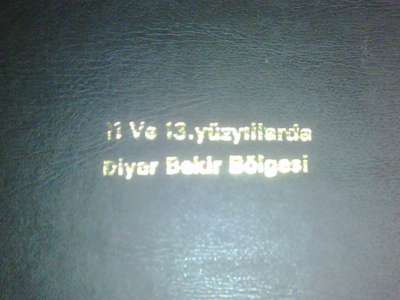 11 Ve 13.yüzyıllarda
Diyar Bekir Bölgesi